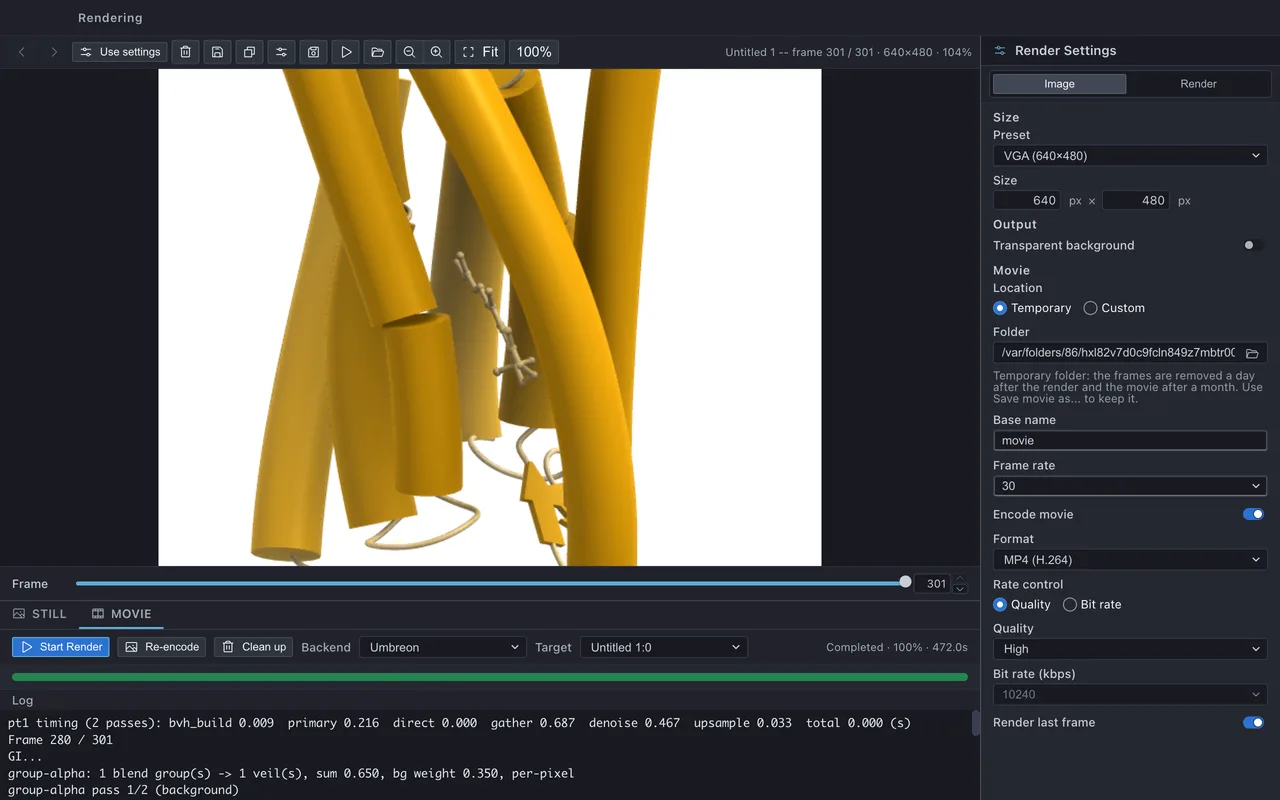 Rendering
Use settings
Fit
100%
Untitled 1 -- frame 301 / 301 · 640×480 · 104%
Render Settings
Image
Render
Size
Preset
VGA (640×480)
Size
640 px × 480 px
Output
Transparent background
Movie
Location
Temporary Custom
Folder
/var/folders/86/hxl82v7d0c9fcln849z7mbtr0
Temporary folder: the frames are removed a day
after the render and the movie after a month. Use
Save movie as... to keep it.
Base name
movie
Frame rate
30
Encode movie
Format
MP4 (H.264)
Rate control
Quality Bit rate
Quality
High
Bit rate (kbps)
10240
Render last frame
Frame 301
STILL MOVIE
Start Render Re-encode Clean up Backend Umbreon Target Untitled 1:0 Completed · 100% · 472.0s
Log
pt1 timing (2 passes): bvh_build 0.009 primary 0.216 direct 0.000 gather 0.687 denoise 0.467 upsample 0.033 total 0.000 (s)
Frame 280 / 301
GI...
group-alpha: 1 blend group(s) -> 1 veil(s), sum 0.650, bg weight 0.350, per-pixel
group-alpha pass 1/2 (background)